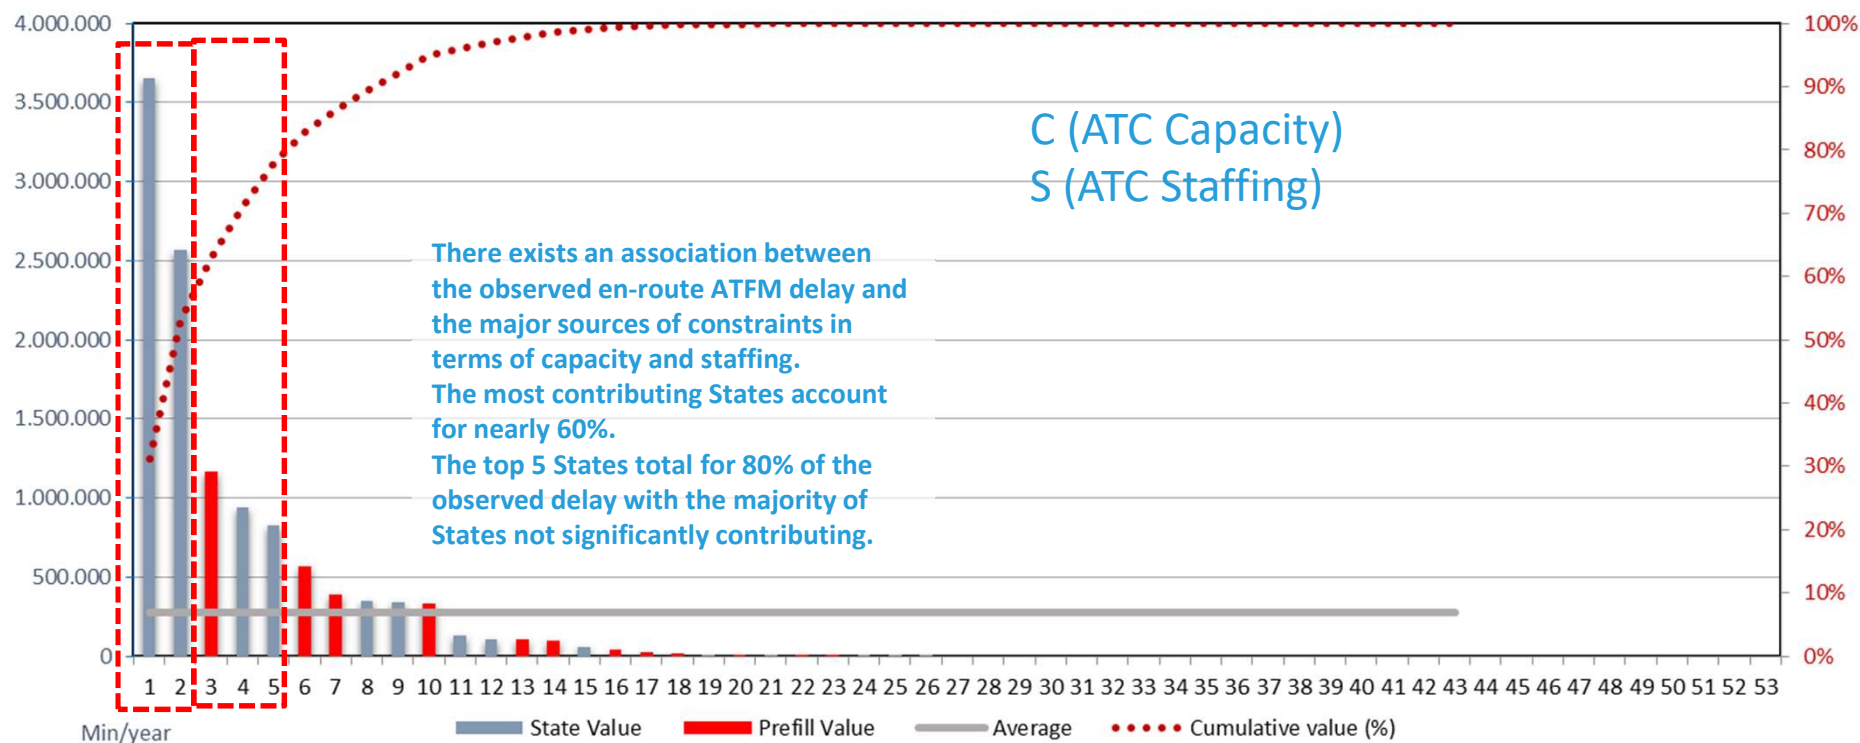 4.000.000
3.500.000
3.000.000
2.500.000
2.000.000
1.500.000
1.000.000
500.000
0
100%
90%
80%
70%
60%
50%
40%
30%
20%
10%
0%
C (ATC Capacity)
S (ATC Staffing)
There exists an association between
the observed en-route ATFM delay and
the major sources of constraints in
terms of capacity and staffing.
The most contributing States account
for nearly 60%.
The top 5 States total for 80% of the
observed delay with the majority of
States not significantly contributing.
1 2 3 4 5 6 7 8 9 10 11 12 13 14 15 16 17 18 19 20 21 22 23 24 25 26 27 28 29 30 31 32 33 34 35 36 37 38 39 40 41 42 43 44 45 46 47 48 49 50 51 52 53
Min/year
State Value Prefill Value Average Cumulative value (%)